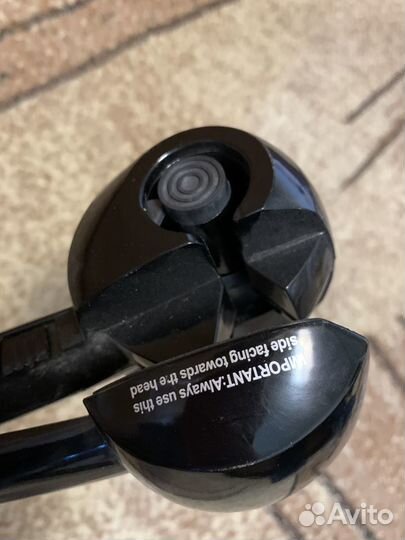 IMPORTANT:Always use this
side facing towards the head
Avito